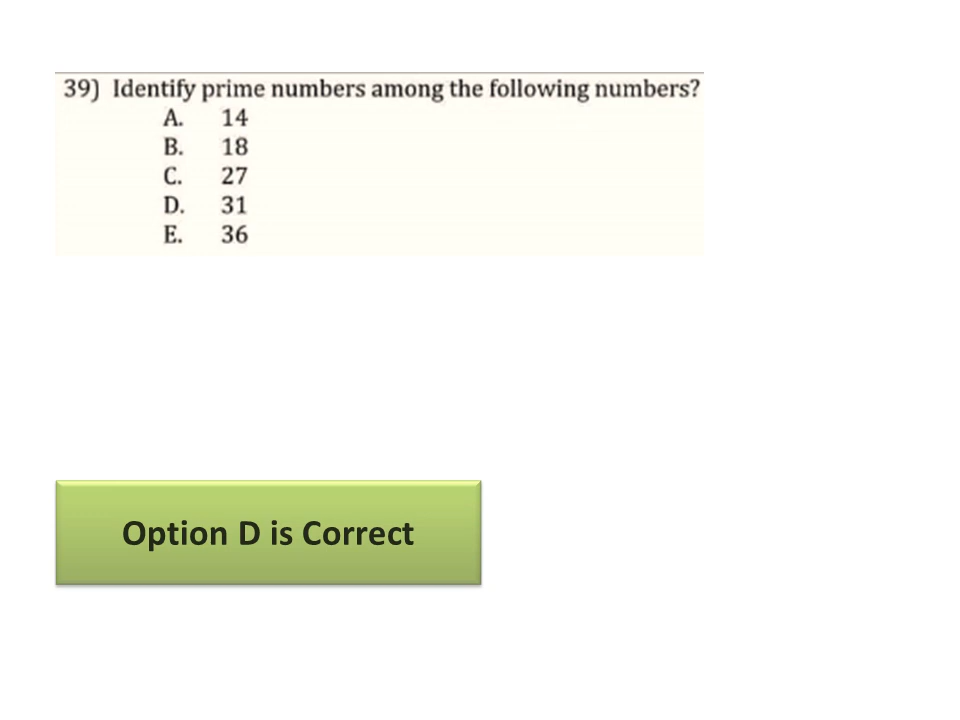 39) Identify prime numbers among the following numbers?
A. 14
B. 18
C. 27
D. 31
E. 36
Option D is Correct